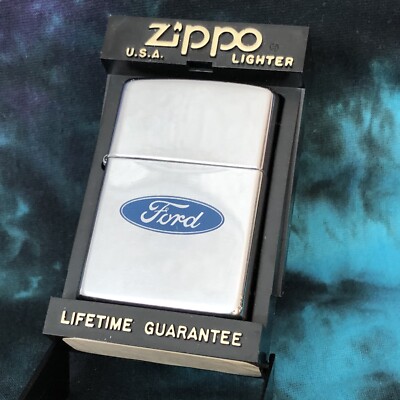 Zippo
U.S.A. LIGHTER
Ford
LIFETIME GUARANTEE